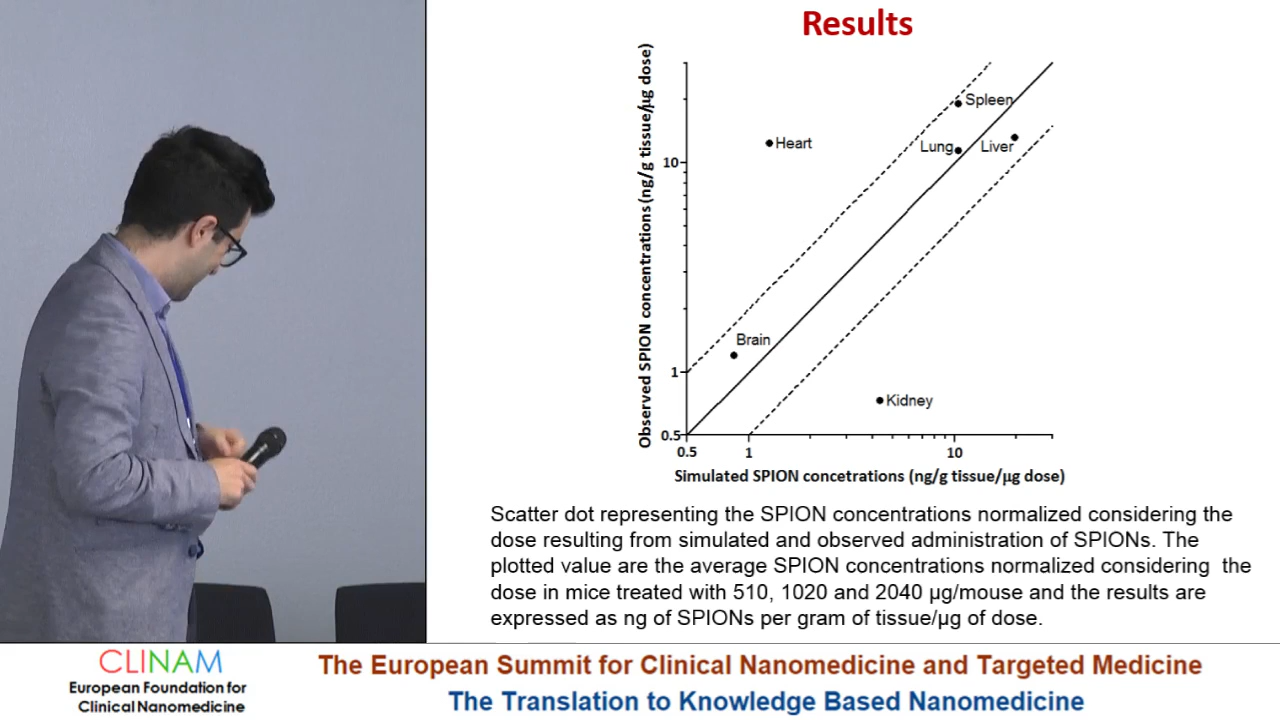 Results
Observed SPION concentrations (ng/g tissue/µg dose)
Spleen
Heart
Lung
Liver
10
Brain
1
Kidney
0.5
0.5
1
10
Simulated SPION concetrations (ng/g tissue/µg dose)
Scatter dot representing the SPION concentrations normalized considering the
dose resulting from simulated and observed administration of SPIONs. The
plotted value are the average SPION concentrations normalized considering the
dose in mice treated with 510, 1020 and 2040 µg/mouse and the results are
expressed as ng of SPIONs per gram of tissue/µg of dose.
CLINAM
European Foundation for
Clinical Nanomedicine
The European Summit for Clinical Nanomedicine and Targeted Medicine
The Translation to Knowledge Based Nanomedicine